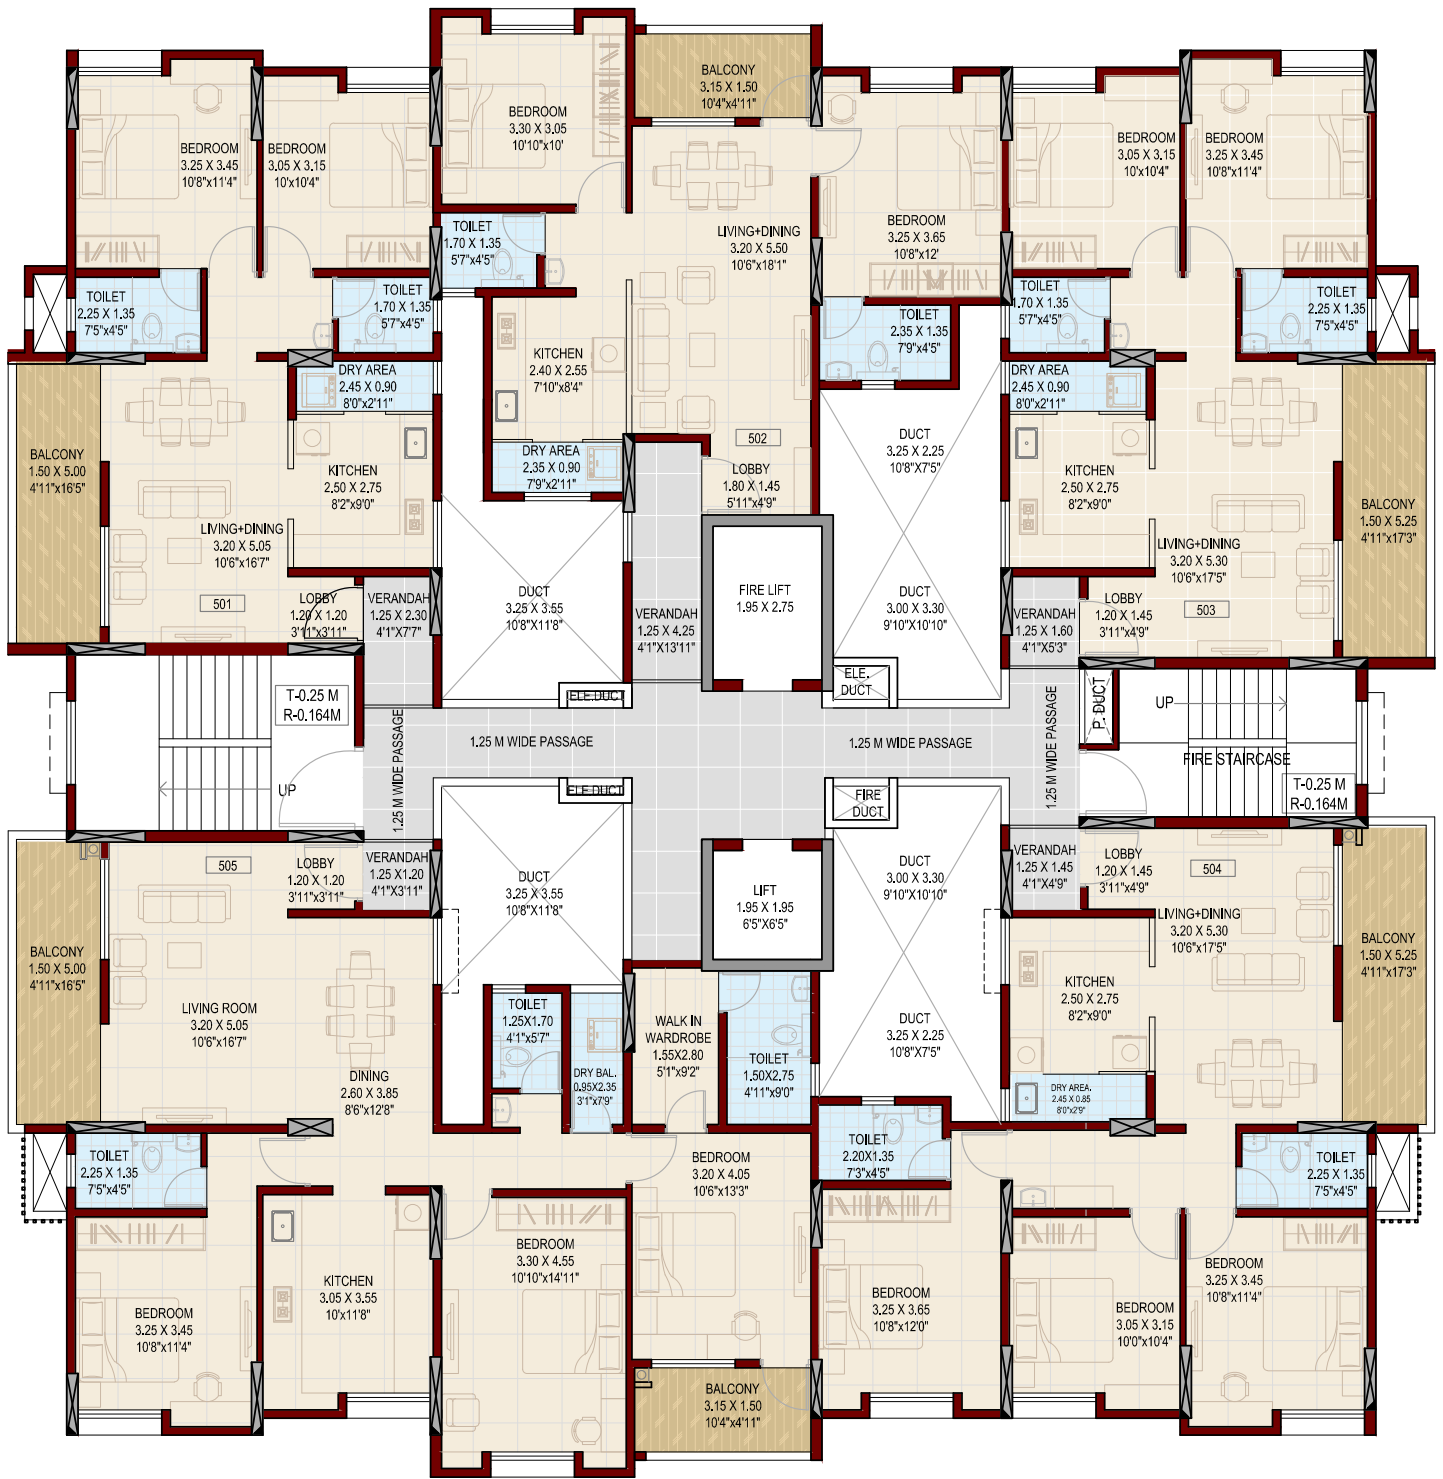 BEDROOM
3.25 X 3.45
10'8"x11'4"
BEDROOM
3.05 X 3.15
10'x10'4"
BEDROOM
3.30 X 3.05
10'10"x10'
BALCONY
3.15 X 1.50
10'4"x4'11"
BEDROOM
3.25 X 3.65
10'8"x12'
BEDROOM
3.05 X 3.15
10'x10'4"
BEDROOM
3.25 X 3.45
10'8"x11'4"
TOILET
2.25 X 1.35
7'5"x4'5"
TOILET
1.70 X 1.35
5'7"x4'5"
TOILET
1.70 X 1.35
5'7"x4'5"
LIVING+DINING
3.20 X 5.50
10'6"x18'1"
TOILET
2.35 X 1.35
7'9"x4'5"
TOILET
1.70 X 1.35
5'7"x4'5"
TOILET
2.25 X 1.35
7'5"x4'5"
DRY AREA
2.45 X 0.90
8'0"x2'11"
KITCHEN
2.40 X 2.55
7'10"x8'4"
DRY AREA
2.45 X 0.90
8'0"x2'11"
BALCONY
1.50 X 5.00
4'11"x16'5"
KITCHEN
2.50 X 2.75
8'2"x9'0"
DRY AREA
2.35 X 0.90
7'9"x2'11"
502
LOBBY
1.80 X 1.45
5'11"x4'9"
DUCT
3.25 X 2.25
10'8"X7'5"
KITCHEN
2.50 X 2.75
8'2"x9'0"
BALCONY
1.50 X 5.25
4'11"x17'3"
LIVING+DINING
3.20 X 5.05
10'6"x16'7"
LIVING+DINING
3.20 X 5.30
10'6"x17'5"
501
LOBBY
1.20 X 1.20
3'11"x3'11"
VERANDAH
1.25 X 2.30
4'1"X7'7"
DUCT
3.25 X 3.55
10'8"X11'8"
VERANDAH
1.25 X 4.25
4'1"X13'11"
FIRE LIFT
1.95 X 2.75
DUCT
3.00 X 3.30
9'10"X10'10"
VERANDAH
1.25 X 1.60
4'1"X5'3"
LOBBY
1.20 X 1.45
3'11"x4'9"
503
T-0.25 M
R-0.164M
ELE.DUCT
ELE.
DUCT
P. DUCT
UP
1.25 M WIDE PASSAGE
1.25 M WIDE PASSAGE
1.25 M WIDE PASSAGE
1.25 M WIDE PASSAGE
FIRE STAIRCASE
T-0.25 M
R-0.164M
UP
ELE.DUCT
FIRE
DUCT
505
LOBBY
1.20 X 1.20
3'11"x3'11"
VERANDAH
1.25 X1.20
4'1"X3'11"
DUCT
3.25 X 3.55
10'8"X11'8"
LIFT
1.95 X 1.95
6'5"X6'5"
DUCT
3.00 X 3.30
9'10"X10'10"
VERANDAH
1.25 X 1.45
4'1"X4'9"
LOBBY
1.20 X 1.45
3'11"x4'9"
504
LIVING+DINING
3.20 X 5.30
10'6"x17'5"
BALCONY
1.50 X 5.00
4'11"x16'5"
BALCONY
1.50 X 5.25
4'11"x17'3"
LIVING ROOM
3.20 X 5.05
10'6"x16'7"
TOILET
1.25X1.70
4'1"x5'7"
WALK IN
WARDROBE
1.55X2.80
5'1"x9'2"
TOILET
1.50X2.75
4'11"x9'0"
DUCT
3.25 X 2.25
10'8"X7'5"
KITCHEN
2.50 X 2.75
8'2"x9'0"
DINING
2.60 X 3.85
8'6"x12'8"
DRY BAL.
0.95X2.35
3'1"x7'9"
DRY AREA.
2.45 X 0.85
8'0"x2'9"
TOILET
2.25 X 1.35
7'5"x4'5"
BEDROOM
3.20 X 4.05
10'6"x13'3"
TOILET
2.20X1.35
7'3"x4'5"
TOILET
2.25 X 1.35
7'5"x4'5"
BEDROOM
3.25 X 3.45
10'8"x11'4"
KITCHEN
3.05 X 3.55
10'x11'8"
BEDROOM
3.30 X 4.55
10'10"x14'11"
BEDROOM
3.25 X 3.65
10'8"x12'0"
BEDROOM
3.05 X 3.15
10'0"x10'4"
BEDROOM
3.25 X 3.45
10'8"x11'4"
BALCONY
3.15 X 1.50
10'4"x4'11"